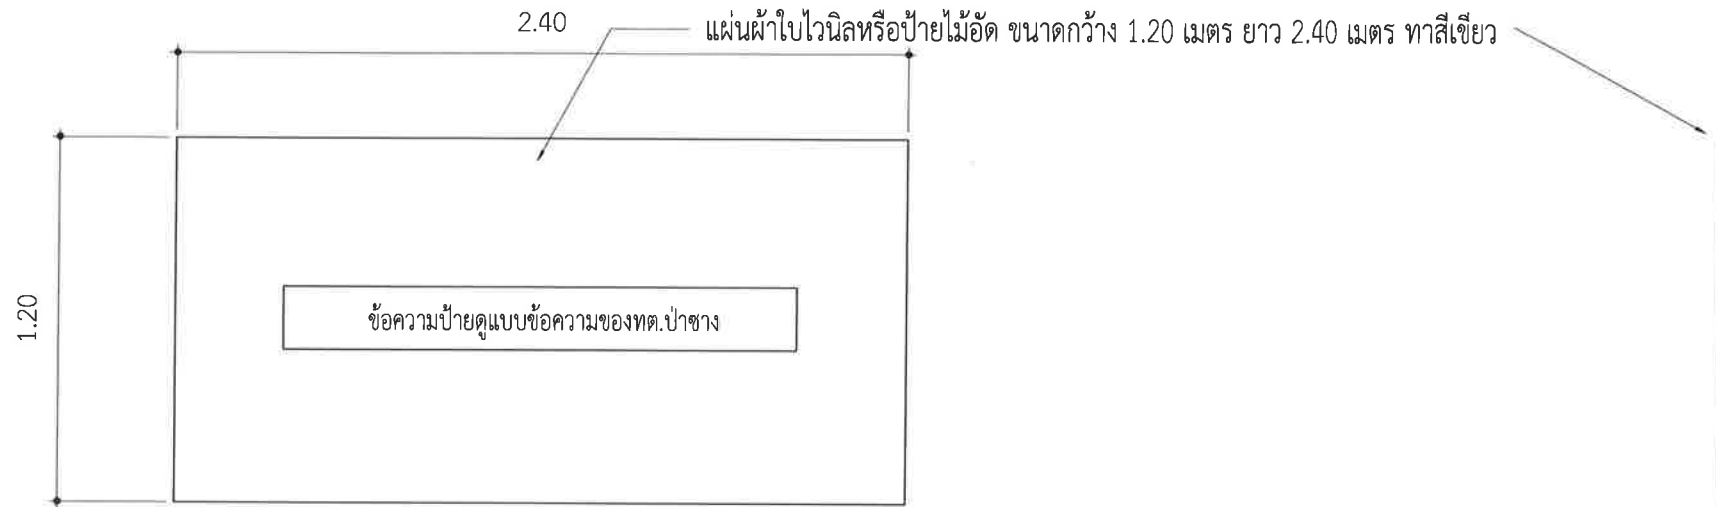 2.40
แผ่นผ้าใบไวนิลหรือป้ายไม้อัด ขนาดกว้าง 1.20 เมตร ยาว 2.40 เมตร ทาสีเขียว
1.20
ข้อความป้ายดูแบบข้อความของทต.ป่าซาง